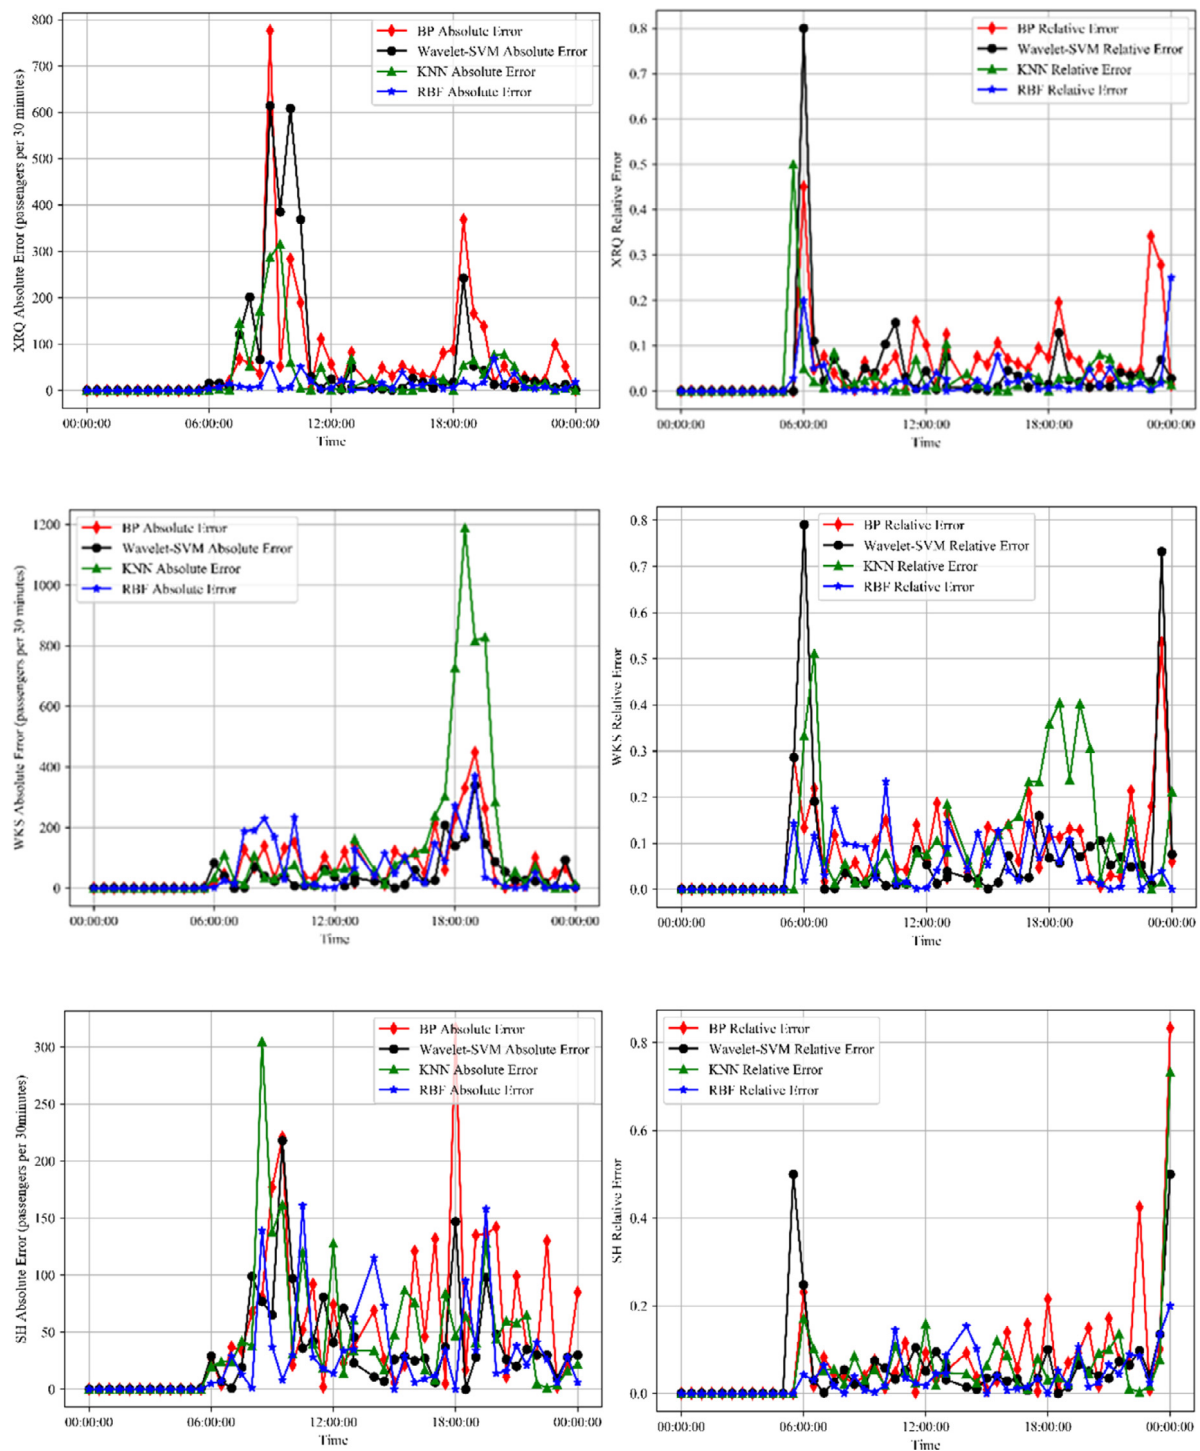 800
700
600
500
400
300
200
100
0
XRQ Absolute Error (passengers per 30 minutes)
BP Absolute Error
Wavelet-SVM Absolute Error
KNN Absolute Error
RBF Absolute Error
00:00:00 06:00:00 12:00:00 18:00:00 00:00:00
Time
0.8
0.7
0.6
0.5
0.4
0.3
0.2
0.1
0.0
XRQ Relative Error
BP Relative Error
Wavelet-SVM Relative Error
KNN Relative Error
RBF Relative Error
00:00:00 06:00:00 12:00:00 18:00:00 00:00:00
Time
1200
1000
800
600
400
200
0
WKS Absolute Error (passengers per 30 minutes)
BP Absolute Error
Wavelet-SVM Absolute Error
KNN Absolute Error
RBF Absolute Error
00:00:00 06:00:00 12:00:00 18:00:00 00:00:00
Time
0.8
0.7
0.6
0.5
0.4
0.3
0.2
0.1
0.0
WKS Relative Error
BP Relative Error
Wavelet-SVM Relative Error
KNN Relative Error
RBF Relative Error
00:00:00 06:00:00 12:00:00 18:00:00 00:00:00
Time
300
250
200
150
100
50
0
SH Absolute Error (passengers per 30minutes)
BP Absolute Error
Wavelet-SVM Absolute Error
KNN Absolute Error
RBF Absolute Error
00:00:00 06:00:00 12:00:00 18:00:00 00:00:00
Time
0.8
0.6
0.4
0.2
0.0
SH Relative Error
BP Relative Error
Wavelet-SVM Relative Error
KNN Relative Error
RBF Relative Error
00:00:00 06:00:00 12:00:00 18:00:00 00:00:00
Time